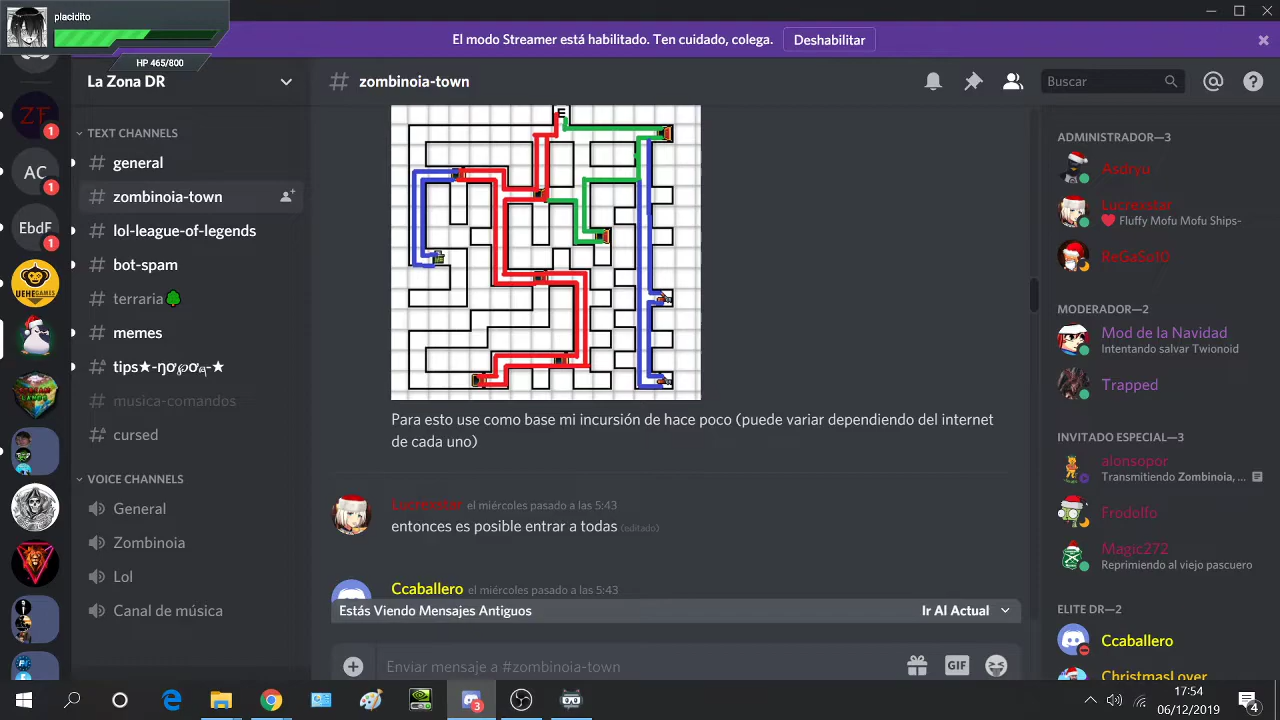 placidito
HP 465/800
El modo Streamer está habilitado. Ten cuidado, colega.
Deshabilitar
La Zona DR
# zombinoia-town
Buscar
TEXT CHANNELS
# general
# zombinoia-town
# lol-league-of-legends
# bot-spam
# terraria🌳
# memes
# musica-comandos
# cursed
VOICE CHANNELS
General
Zombinoia
Lol
Canal de música
ZF
1
AC
1
EbdF
1
UEHEGAMES
E
Para esto use como base mi incursión de hace poco (puede variar dependiendo del internet
de cada uno)
Lucrexstar el miércoles pasado a las 5:43
entonces es posible entrar a todas (editado)
Ccaballero el miércoles pasado a las 5:43
Estás Viendo Mensajes Antiguos
Ir Al Actual
Enviar mensaje a #zombinoia-town
GIF
ADMINISTRADOR—3
Asdryu
Lucrexstar
Fluffy Mofu Mofu Ships-
ReGaSol0
MODERADOR—2
Mod de la Navidad
Intentando salvar Twionoid
Trapped
INVITADO ESPECIAL—3
alonsopor
Transmitiendo Zombinoia, ...
Frodolfo
Magic272
Reprimiendo al viejo pascuero
ELITE DR—2
Ccaballero
ChristmasLover
3
17:54
06/12/2019
4